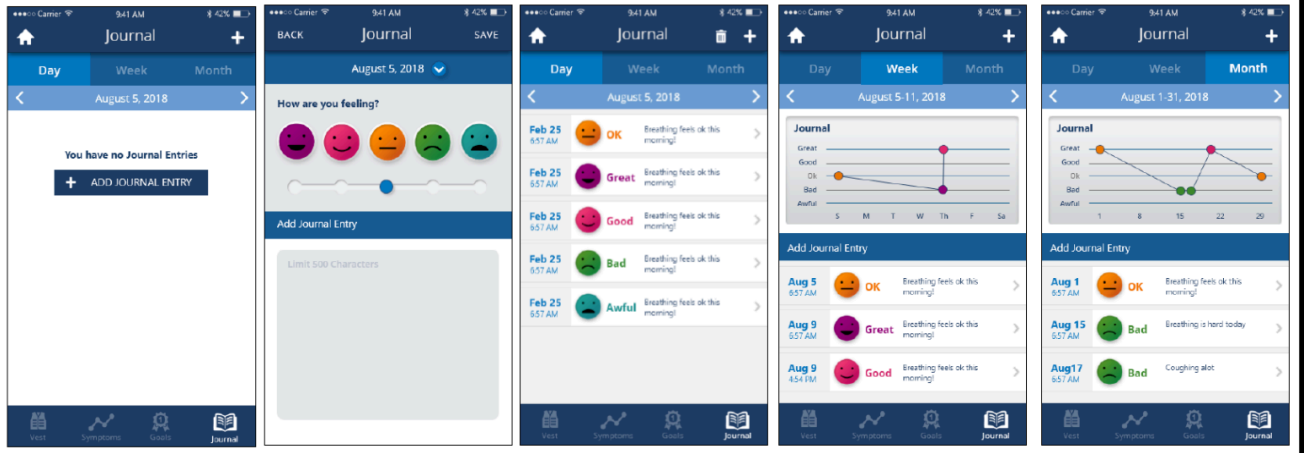 Carrier 9:41 AM 42%
Journal +
Day Week Month
< August 5, 2018 >
You have no Journal Entries
+ ADD JOURNAL ENTRY
Vest Symptoms Goals Journal
Carrier 9:41 AM 42%
BACK Journal SAVE
August 5, 2018
How are you feeling?
Add Journal Entry
Limit 500 Characters
Carrier 9:41 AM 42%
Journal +
Day Week Month
< August 5, 2018 >
Feb 25 OK Breathing feels ok this
6:57 AM morning! >
Feb 25 Great Breathing feels ok this
6:57 AM morning! >
Feb 25 Good Breathing feels ok this
6:57 AM morning! >
Feb 25 Bad Breathing feels ok this
6:57 AM morning! >
Feb 25 Awful Breathing feels ok this
6:57 AM morning! >
Vest Symptoms Goals Journal
Carrier 9:41 AM 42%
Journal +
Day Week Month
< August 5-11, 2018 >
Journal
Great
Good
Ok
Bad
Awful
S M T W Th F Sa
Add Journal Entry
Aug 5 OK Breathing feels ok this
6:57 AM morning! >
Aug 9 Great Breathing feels ok this
6:57 AM morning! >
Aug 9 Good Breathing feels ok this
4:54 PM morning! >
Vest Symptoms Goals Journal
Carrier 9:41 AM 42%
Journal +
Day Week Month
< August 1-31, 2018 >
Journal
Great
Good
Ok
Bad
Awful
1 8 15 22 29
Add Journal Entry
Aug 1 OK Breathing feels ok this
6:57 AM morning! >
Aug 15 Bad Breathing is hard today
6:57 AM >
Aug17 Bad Coughing alot
6:57 AM >
Vest Symptoms Goals Journal